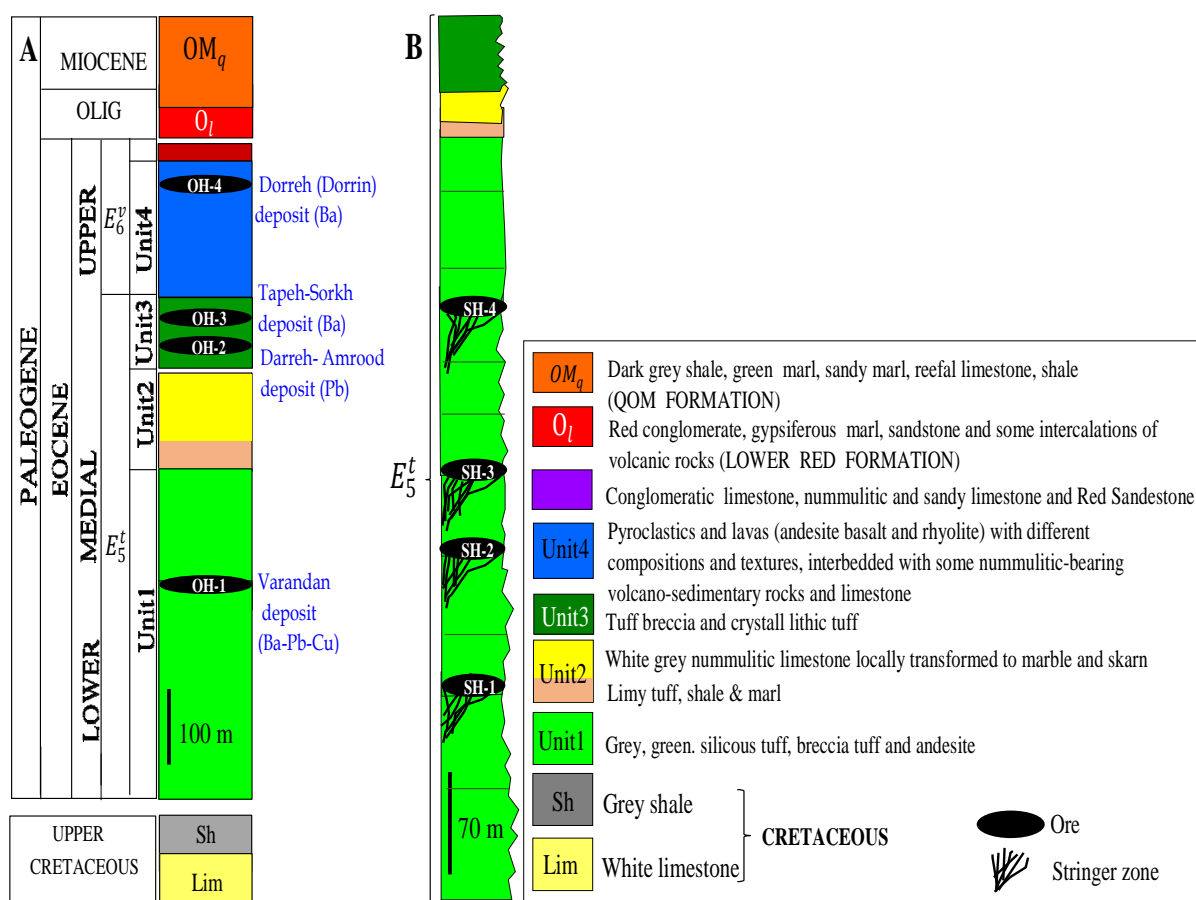 A
MIOCENE
OLIG
PALEOGENE
EOCENE
UPPER
MEDIAL
LOWER
E₆ᵛ
E₅ᵗ
Unit4
Unit3
Unit2
Unit1
OMq
Oₗ
OH-4
OH-3
OH-2
OH-1
100 m
Dorreh (Dorrin)
deposit (Ba)
Tapeh-Sorkh
deposit (Ba)
Darreh- Amrood
deposit (Pb)
Varandan
deposit
(Ba-Pb-Cu)
UPPER
CRETACEOUS
Sh
Lim
B
E₅ᵗ
SH-4
SH-3
SH-2
SH-1
70 m
OMq
Dark grey shale, green marl, sandy marl, reefal limestone, shale
(QOM FORMATION)
Oₗ
Red conglomerate, gypsiferous marl, sandstone and some intercalations of
volcanic rocks (LOWER RED FORMATION)
Conglomeratic limestone, nummulitic and sandy limestone and Red Sandestone
Unit4
Pyroclastics and lavas (andesite basalt and rhyolite) with different
compositions and textures, interbedded with some nummulitic-bearing
volcano-sedimentary rocks and limestone
Unit3
Tuff breccia and crystall lithic tuff
Unit2
White grey nummulitic limestone locally transformed to marble and skarn
Limy tuff, shale & marl
Unit1
Grey, green. silicous tuff, breccia tuff and andesite
Sh
Grey shale
Lim
White limestone
CRETACEOUS
Ore
Stringer zone